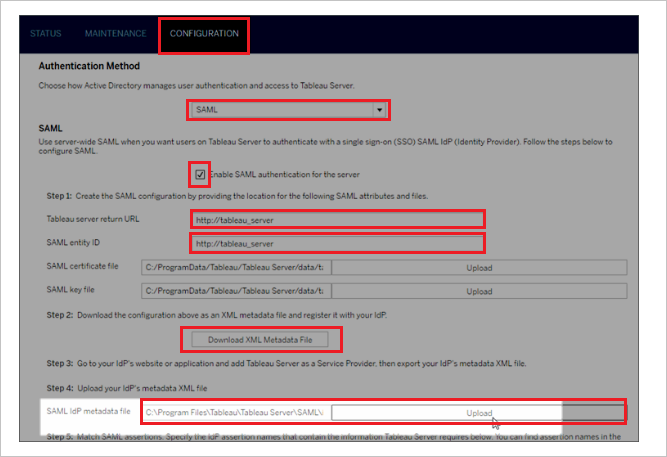 STATUS MAINTENANCE CONFIGURATION
Authentication Method
Choose how Active Directory manages user authentication and access to Tableau Server.
SAML
SAML
Use server-wide SAML when you want users on Tableau Server to authenticate with a single sign-on (SSO) SAML IdP (Identity Provider). Follow the steps below to
configure SAML.
Enable SAML authentication for the server
Step 1: Create the SAML configuration by providing the location for the following SAML attributes and files.
Tableau server return URL http://tableau_server
SAML entity ID http://tableau_server
SAML certificate file C:/ProgramData/Tableau/Tableau Server/data/ta Upload
SAML key file C:/ProgramData/Tableau/Tableau Server/data/ta Upload
Step 2: Download the configuration above as an XML metadata file and register it with your IdP.
Download XML Metadata File
Step 3: Go to your IdP's website or application and add Tableau Server as a Service Provider, then export your IdP's metadata XML file.
Step 4: Upload your IdP's metadata XML file
SAML IdP metadata file C:\Program Files\Tableau\Tableau Server\SAML\ Upload
Step 5: Match SAML assertions. Specify the IdP assertion names that contain the information Tableau Server requires below. You can find assertion names in the